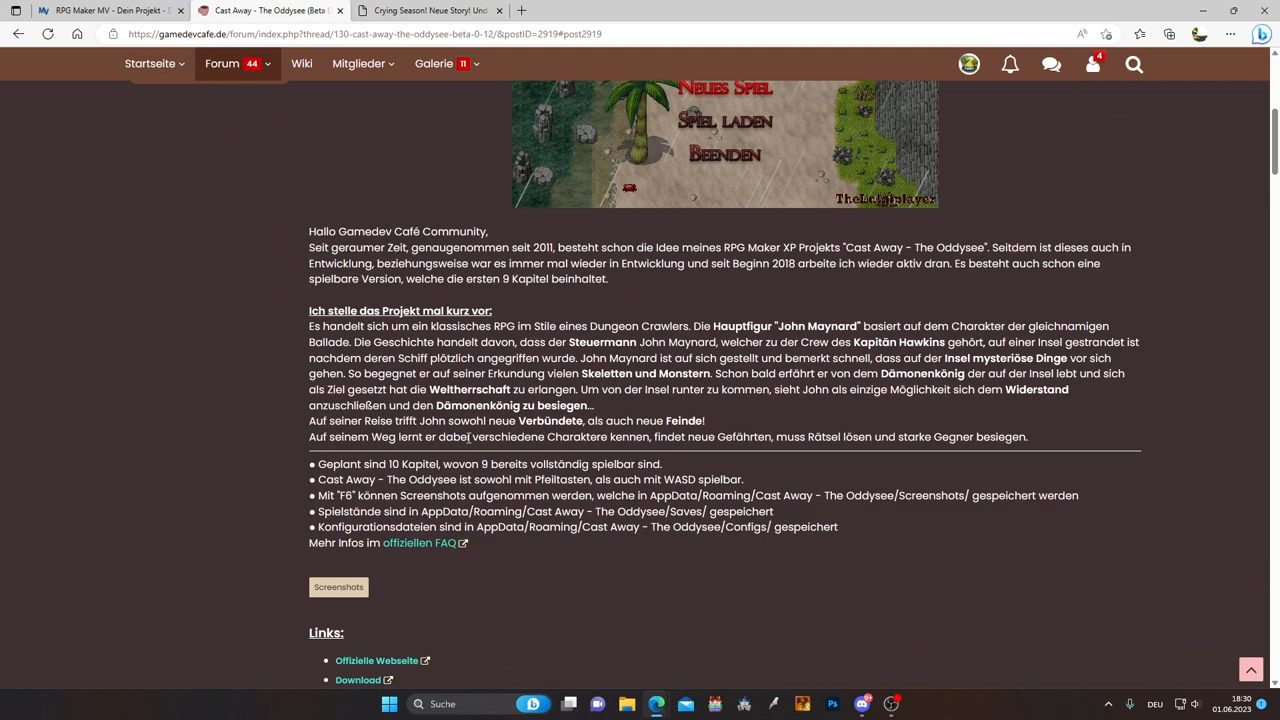 RPG Maker MV - Dein Projekt - D
Cast Away - The Oddysee (Beta 0
Crying Season! Neue Story! Und
https://gamedevcafe.de/forum/index.php?thread/130-cast-away-the-oddysee-beta-0-12/&postID=2919#post2919
Startseite
Forum 44
Wiki
Mitglieder
Galerie 11
4
Neues Spiel
Spiel laden
Beenden
TheLuigiplayer
Hallo Gamedev Café Community,
Seit geraumer Zeit, genaugenommen seit 2011, besteht schon die Idee meines RPG Maker XP Projekts "Cast Away - The Oddysee". Seitdem ist dieses auch in
Entwicklung, beziehungsweise war es immer mal wieder in Entwicklung und seit Beginn 2018 arbeite ich wieder aktiv dran. Es besteht auch schon eine
spielbare Version, welche die ersten 9 Kapitel beinhaltet.
Ich stelle das Projekt mal kurz vor:
Es handelt sich um ein klassisches RPG im Stile eines Dungeon Crawlers. Die Hauptfigur "John Maynard" basiert auf dem Charakter der gleichnamigen
Ballade. Die Geschichte handelt davon, dass der Steuermann John Maynard, welcher zu der Crew des Kapitän Hawkins gehört, auf einer Insel gestrandet ist
nachdem deren Schiff plötzlich angegriffen wurde. John Maynard ist auf sich gestellt und bemerkt schnell, dass auf der Insel mysteriöse Dinge vor sich
gehen. So begegnet er auf seiner Erkundung vielen Skeletten und Monstern. Schon bald erfährt er von dem Dämonenkönig der auf der Insel lebt und sich
als Ziel gesetzt hat die Weltherrschaft zu erlangen. Um von der Insel runter zu kommen, sieht John als einzige Möglichkeit sich dem Widerstand
anzuschließen und den Dämonenkönig zu besiegen...
Auf seiner Reise trifft John sowohl neue Verbündete, als auch neue Feinde!
Auf seinem Weg lernt er dabei verschiedene Charaktere kennen, findet neue Gefährten, muss Rätsel lösen und starke Gegner besiegen.
● Geplant sind 10 Kapitel, wovon 9 bereits vollständig spielbar sind.
● Cast Away - The Oddysee ist sowohl mit Pfeiltasten, als auch mit WASD spielbar.
● Mit "F6" können Screenshots aufgenommen werden, welche in AppData/Roaming/Cast Away - The Oddysee/Screenshots/ gespeichert werden
● Spielstände sind in AppData/Roaming/Cast Away - The Oddysee/Saves/ gespeichert
● Konfigurationsdateien sind in AppData/Roaming/Cast Away - The Oddysee/Configs/ gespeichert
Mehr Infos im offiziellen FAQ
Screenshots
Links:
• Offizielle Webseite
• Download
Suche
DEU
18:30
01.06.2023